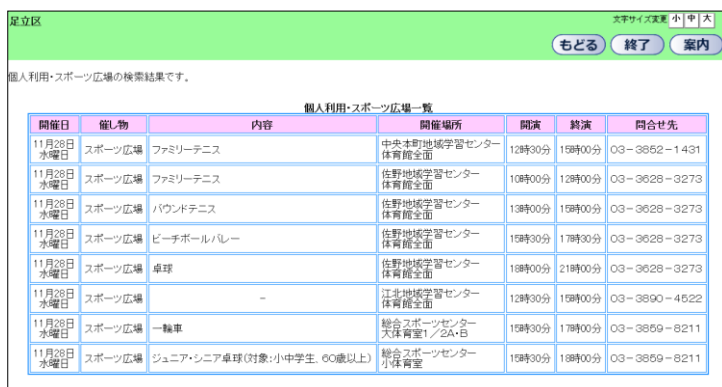 足立区
文字サイズ変更 小 中 大
もどる 終了 案内
個人利用・スポーツ広場の検索結果です。
個人利用・スポーツ広場一覧
開催日 催し物 内容 開催場所 開演 終演 問合せ先
11月28日 水曜日 スポーツ広場 ファミリーテニス 中央本町地域学習センター 体育館全面 12時30分 15時00分 03-3852-1431
11月28日 水曜日 スポーツ広場 ファミリーテニス 佐野地域学習センター 体育館全面 10時00分 12時00分 03-3628-3273
11月28日 水曜日 スポーツ広場 バウンドテニス 佐野地域学習センター 体育館全面 13時00分 15時00分 03-3628-3273
11月28日 水曜日 スポーツ広場 ビーチボールバレー 佐野地域学習センター 体育館全面 15時30分 17時30分 03-3628-3273
11月28日 水曜日 スポーツ広場 卓球 佐野地域学習センター 体育館全面 18時00分 21時00分 03-3628-3273
11月28日 水曜日 スポーツ広場 - 江北地域学習センター 体育館全面 12時30分 15時00分 03-3890-4522
11月28日 水曜日 スポーツ広場 一輪車 総合スポーツセンター 大体育室1/2A・B 15時30分 17時00分 03-3859-8211
11月28日 水曜日 スポーツ広場 ジュニア・シニア卓球(対象:小中学生、60歳以上) 総合スポーツセンター 小体育室 15時30分 18時00分 03-3859-8211